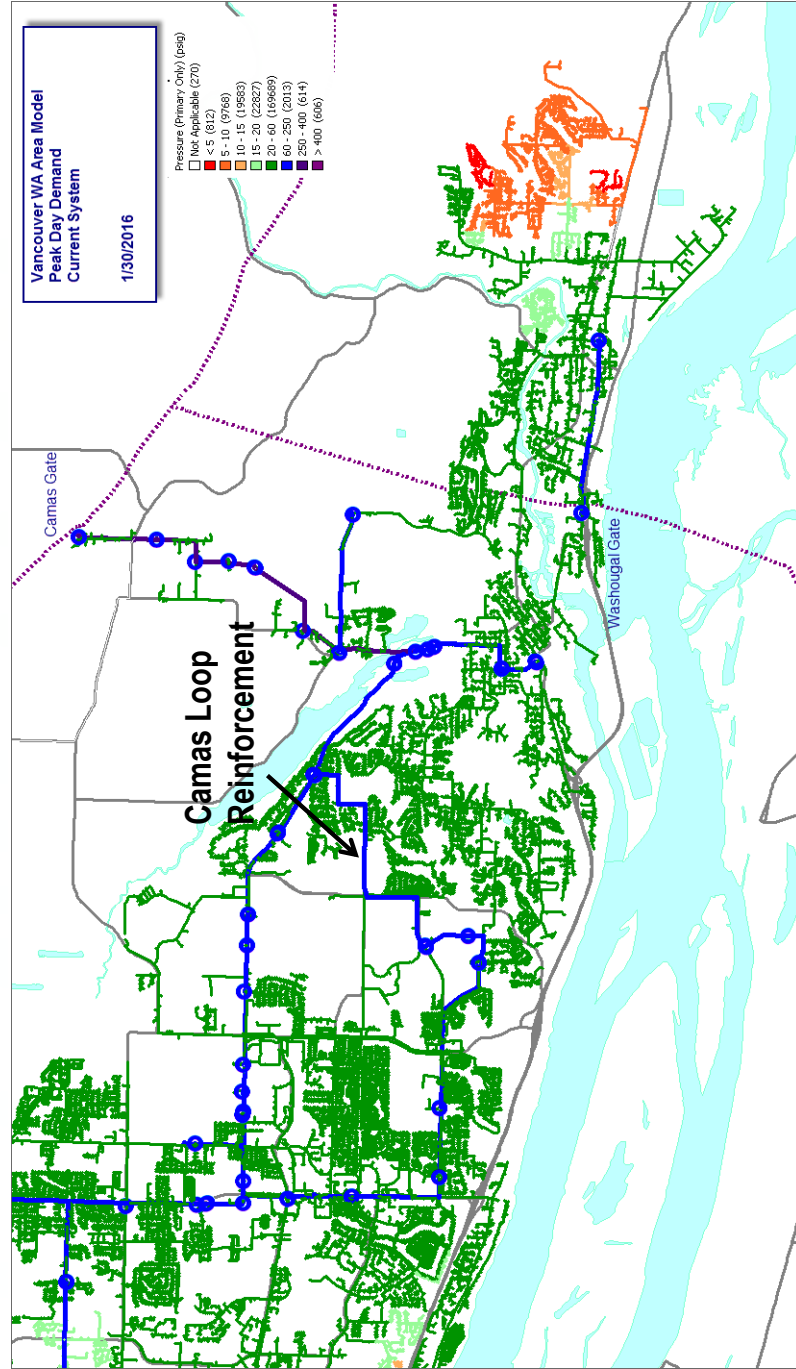 Vancouver WA Area Model
Peak Day Demand
Current System
1/30/2016
Pressure (Primary Only) (psig)
Not Applicable (270)
< 5 (812)
5 - 10 (9768)
10 - 15 (19583)
15 - 20 (22827)
20 - 60 (169689)
60 - 250 (2013)
250 - 400 (614)
> 400 (606)
Camas Gate
Camas Loop
Reinforcement
Washougal Gate